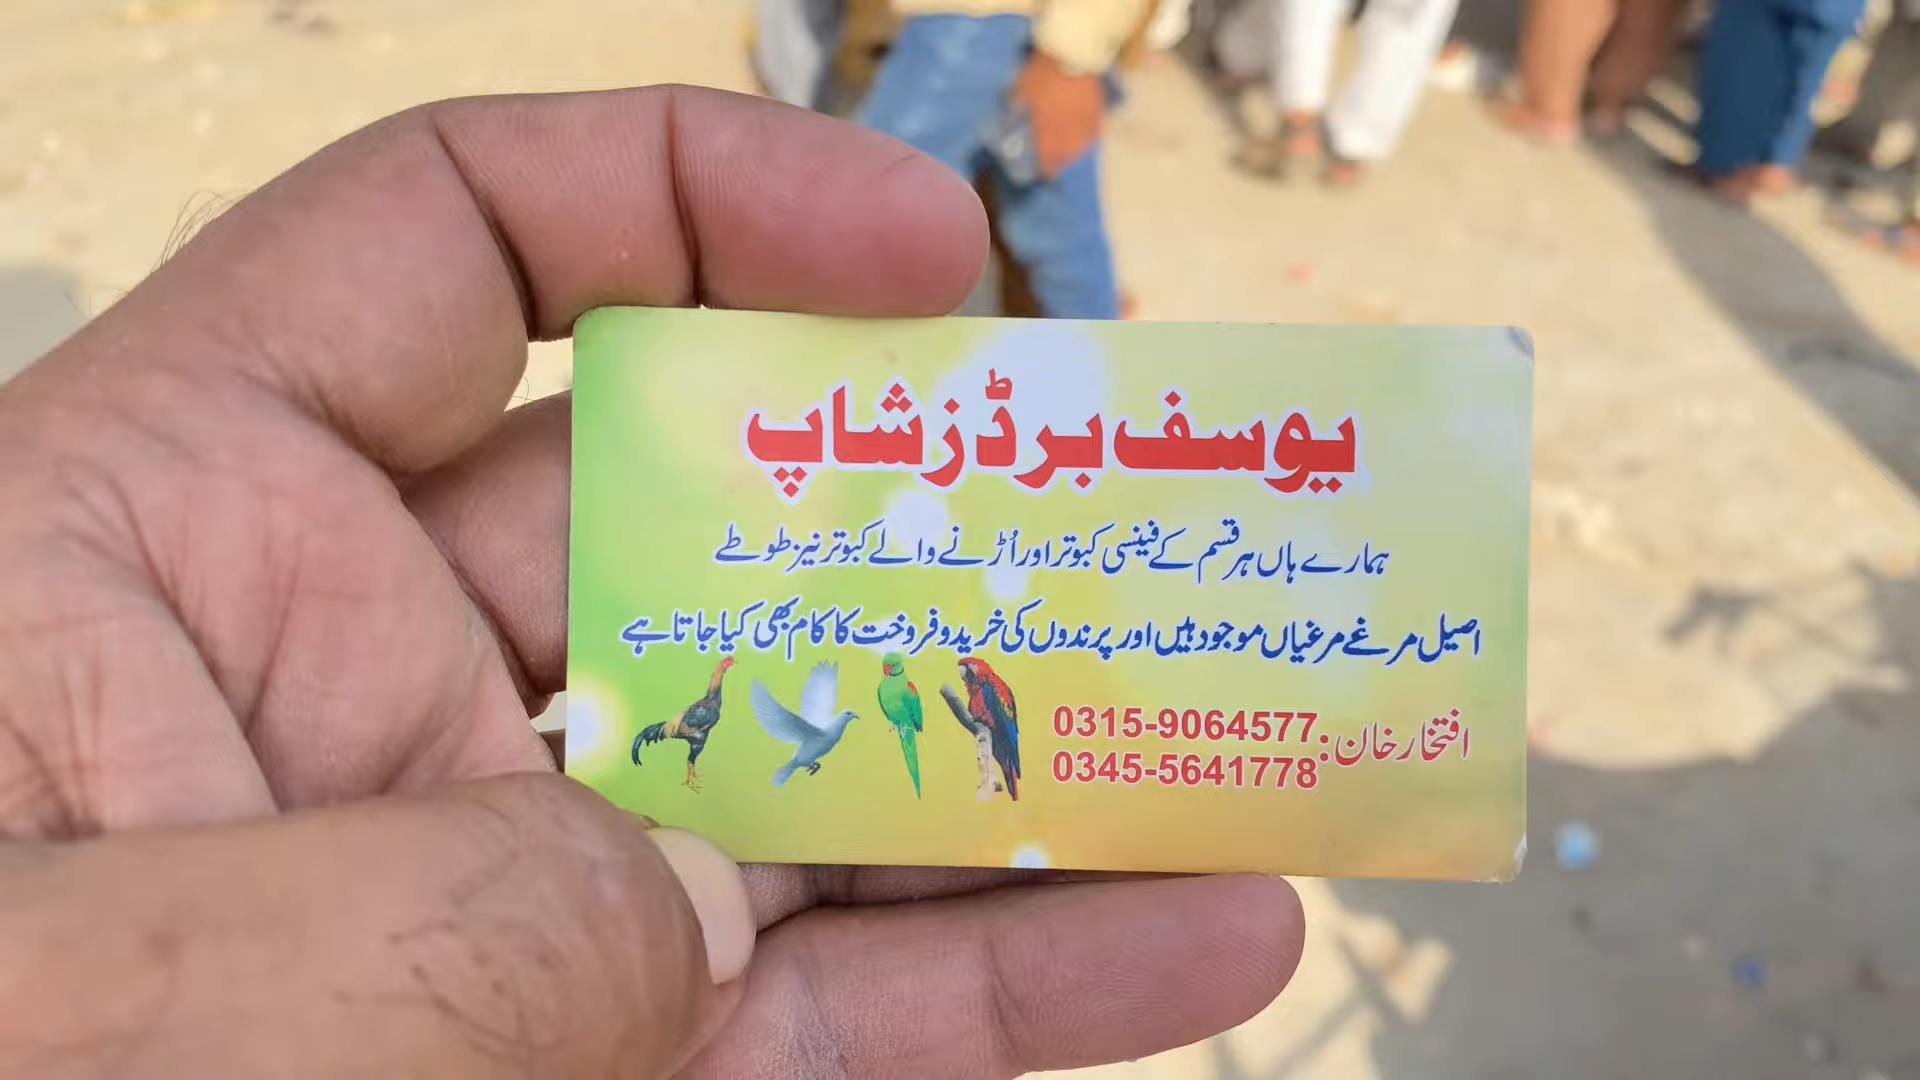 یوسف برڈز شاپ
ہمارے ہاں ہر قسم کے فینسی کبوتر اور اُڑنے والے کبوتر نیز طوطے
اصیل مرغے مرغیاں موجود ہیں اور پرندوں کی خرید و فروخت کا کام بھی کیا جاتا ہے
افتخار خان: 0315-9064577
0345-5641778